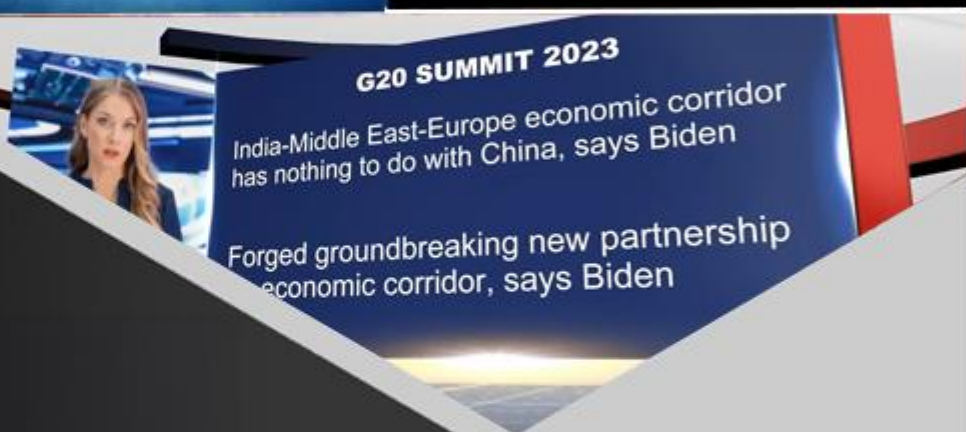 G20 SUMMIT 2023
India-Middle East-Europe economic corridor
has nothing to do with China, says Biden
Forged groundbreaking new partnership
economic corridor, says Biden